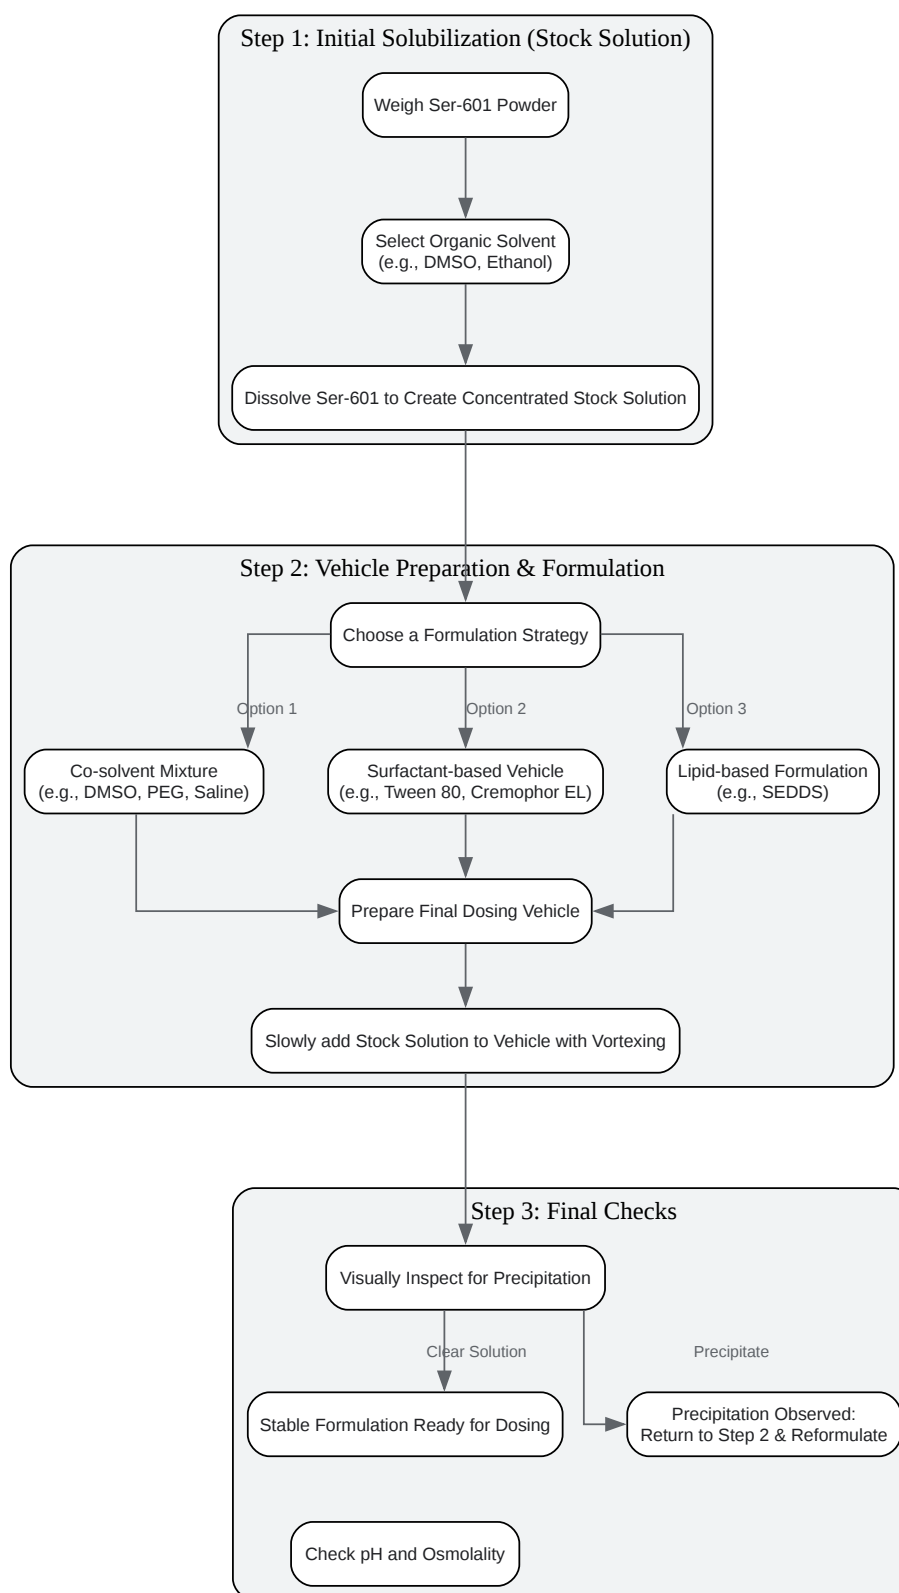 Step 1: Initial Solubilization (Stock Solution)
Weigh Ser-601 Powder
Select Organic Solvent
(e.g., DMSO, Ethanol)
Dissolve Ser-601 to Create Concentrated Stock Solution
Step 2: Vehicle Preparation & Formulation
Choose a Formulation Strategy
Option 1
Option 2
Option 3
Co-solvent Mixture
(e.g., DMSO, PEG, Saline)
Surfactant-based Vehicle
(e.g., Tween 80, Cremophor EL)
Lipid-based Formulation
(e.g., SEDDS)
Prepare Final Dosing Vehicle
Slowly add Stock Solution to Vehicle with Vortexing
Step 3: Final Checks
Visually Inspect for Precipitation
Clear Solution
Precipitate
Stable Formulation Ready for Dosing
Precipitation Observed:
Return to Step 2 & Reformulate
Check pH and Osmolality